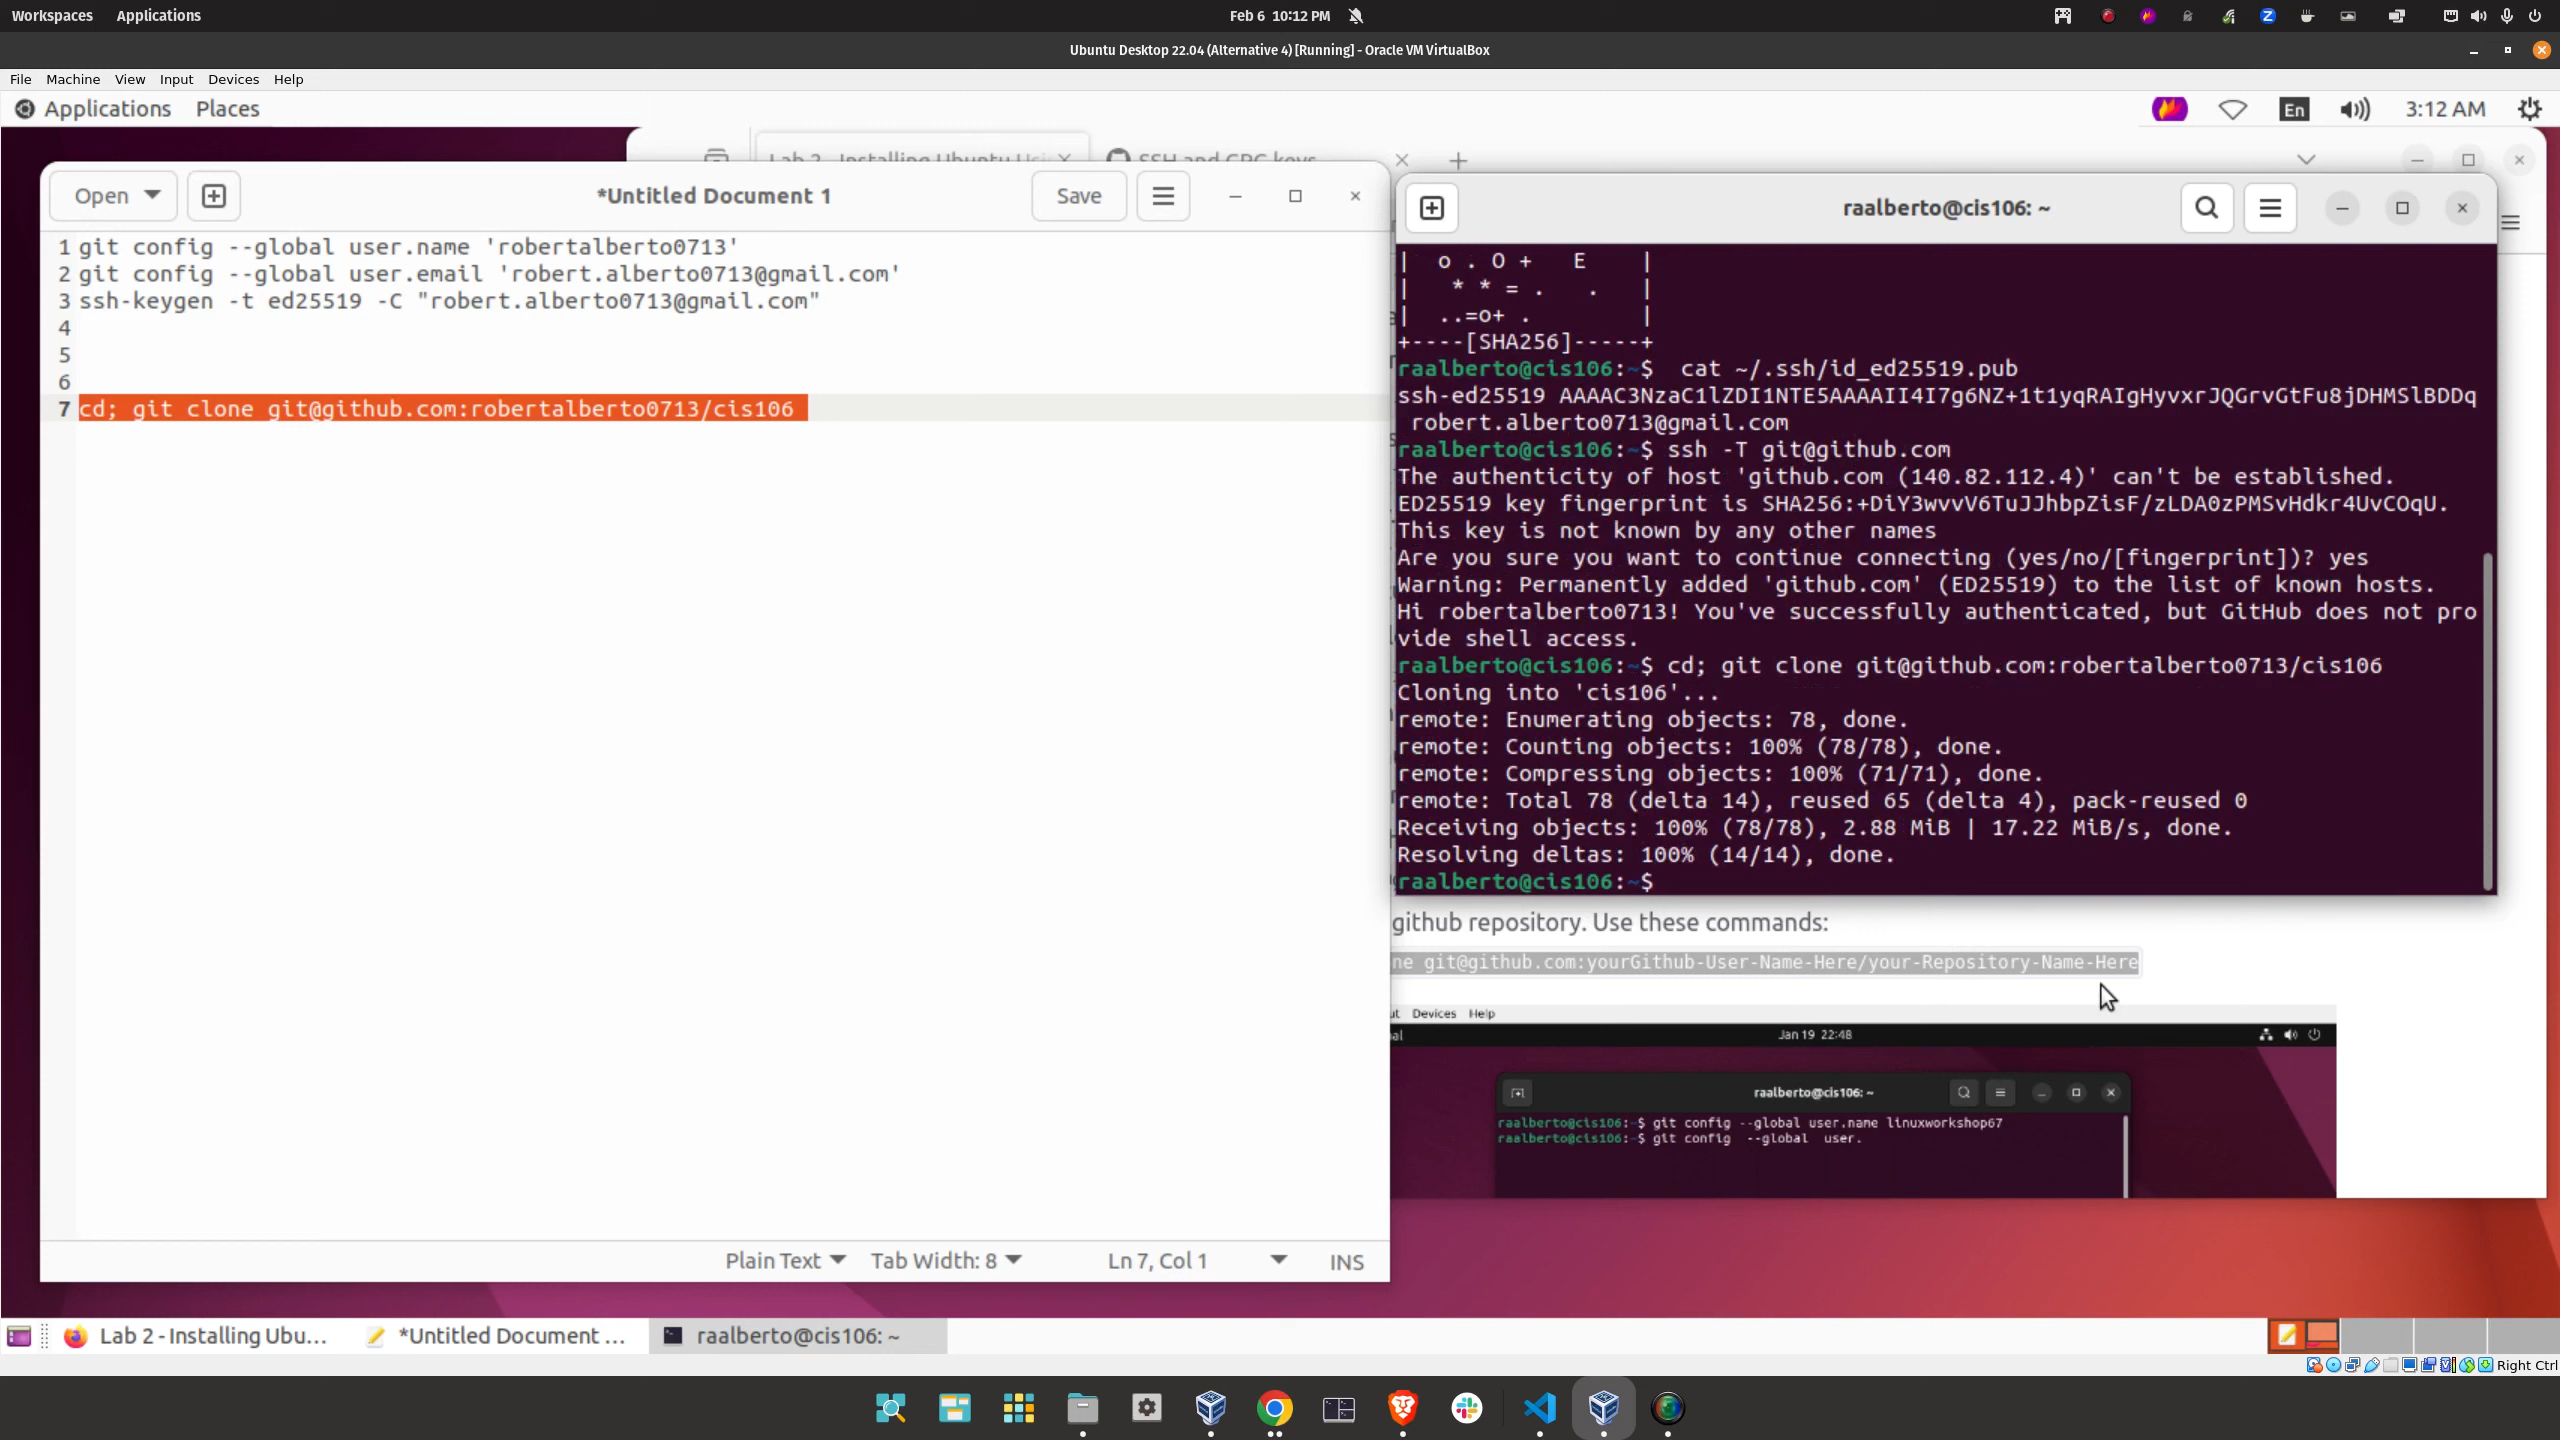 Workspaces Applications Feb 6 10:12 PM
Ubuntu Desktop 22.04 (Alternative 4) [Running] - Oracle VM VirtualBox
File Machine View Input Devices Help
Applications Places En 3:12 AM
Open *Untitled Document 1 Save
1 git config --global user.name 'robertalberto0713'
2 git config --global user.email 'robert.alberto0713@gmail.com'
3 ssh-keygen -t ed25519 -C "robert.alberto0713@gmail.com"
4
5
6
7 cd; git clone git@github.com:robertalberto0713/cis106
Plain Text Tab Width: 8 Ln 7, Col 1 INS
raalberto@cis106: ~
| o . O + E |
| * * = . . |
| ..=o+ . |
+----[SHA256]-----+
raalberto@cis106:~$  cat ~/.ssh/id_ed25519.pub
ssh-ed25519 AAAAC3NzaC1lZDI1NTE5AAAAII4I7g6NZ+1t1yqRAIgHyvxrJQGrvGtFu8jDHMSlBDDq
robert.alberto0713@gmail.com
raalberto@cis106:~$ ssh -T git@github.com
The authenticity of host 'github.com (140.82.112.4)' can't be established.
ED25519 key fingerprint is SHA256:+DiY3wvvV6TuJJhbpZisF/zLDA0zPMSvHdkr4UvCOqU.
This key is not known by any other names
Are you sure you want to continue connecting (yes/no/[fingerprint])? yes
Warning: Permanently added 'github.com' (ED25519) to the list of known hosts.
Hi robertalberto0713! You've successfully authenticated, but GitHub does not pro
vide shell access.
raalberto@cis106:~$ cd; git clone git@github.com:robertalberto0713/cis106
Cloning into 'cis106'...
remote: Enumerating objects: 78, done.
remote: Counting objects: 100% (78/78), done.
remote: Compressing objects: 100% (71/71), done.
remote: Total 78 (delta 14), reused 65 (delta 4), pack-reused 0
Receiving objects: 100% (78/78), 2.88 MiB | 17.22 MiB/s, done.
Resolving deltas: 100% (14/14), done.
raalberto@cis106:~$
github repository. Use these commands:
ne git@github.com:yourGithub-User-Name-Here/your-Repository-Name-Here
Devices Help
Jan 19 22:48
raalberto@cis106: ~
raalberto@cis106:~$ git config --global user.name linuxworkshop67
raalberto@cis106:~$ git config --global user.
Lab 2 - Installing Ubu... *Untitled Document ... raalberto@cis106: ~
Right Ctrl